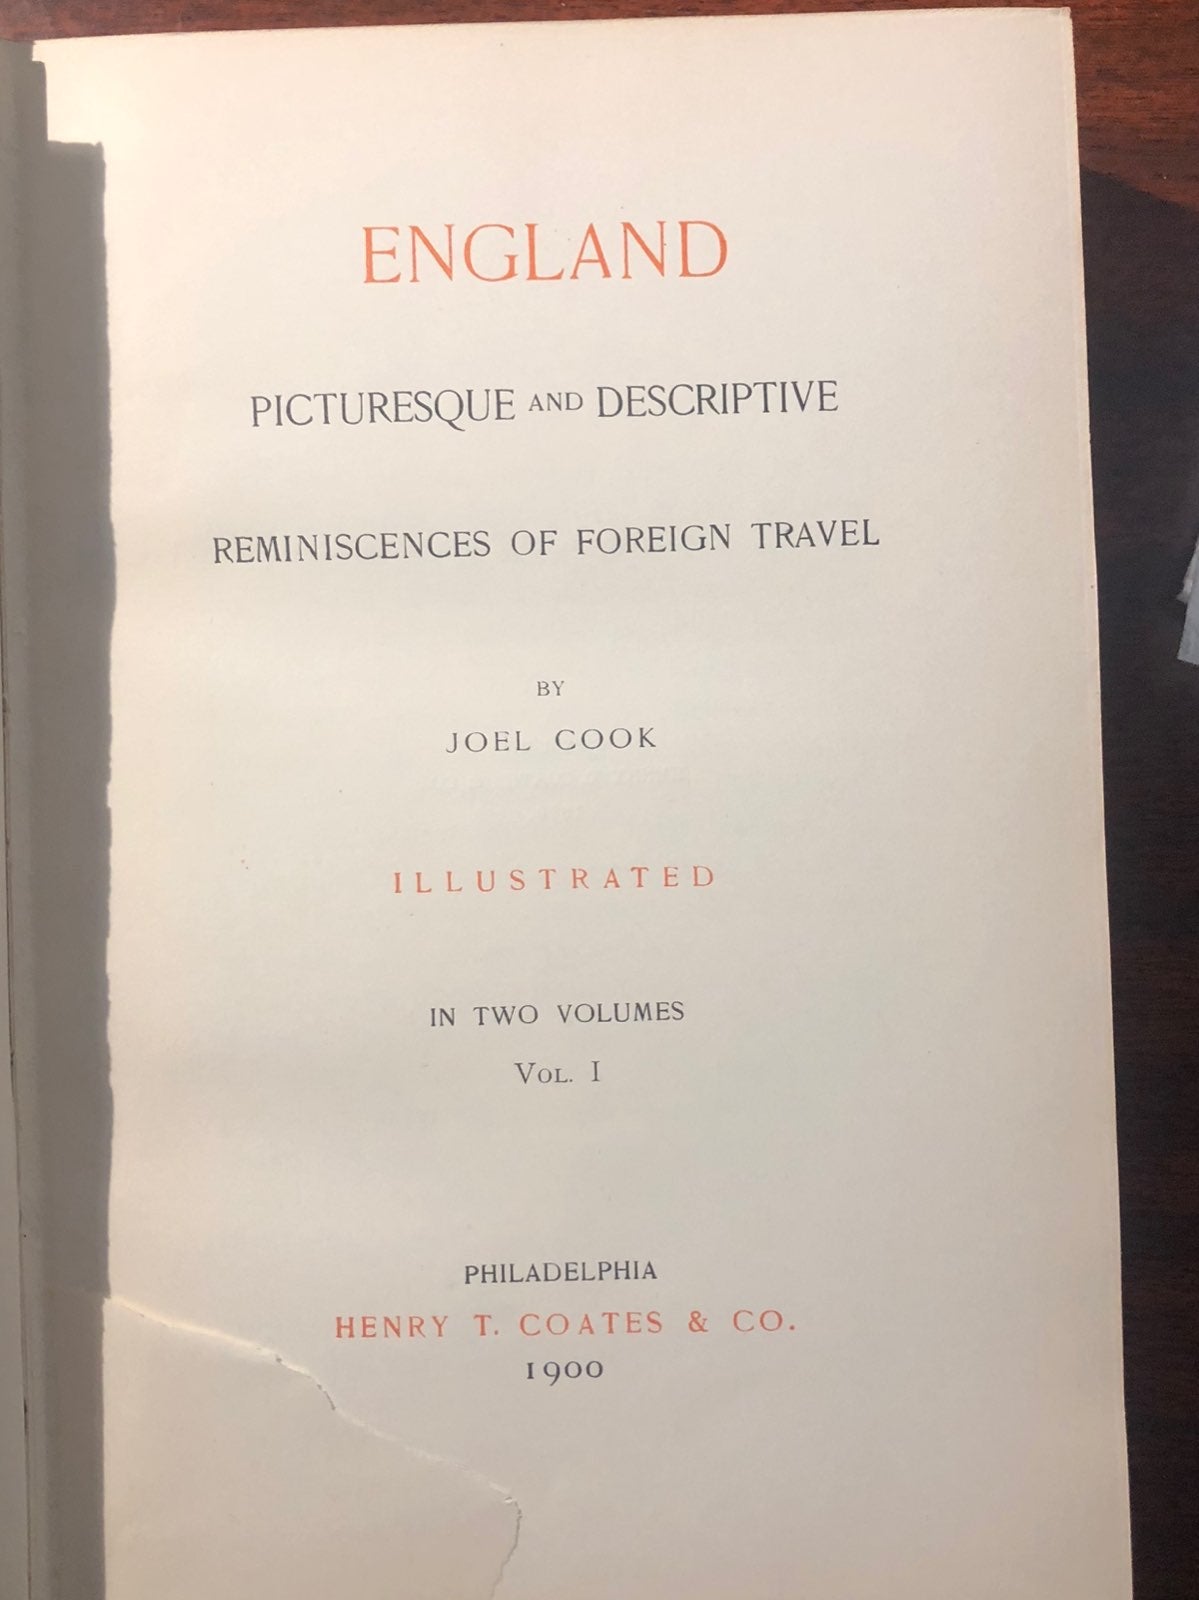 ENGLAND
PICTURESQUE AND DESCRIPTIVE
REMINISCENCES OF FOREIGN TRAVEL
BY
JOEL COOK
ILLUSTRATED
IN TWO VOLUMES
VOL. I
PHILADELPHIA
HENRY T. COATES & CO.
1900